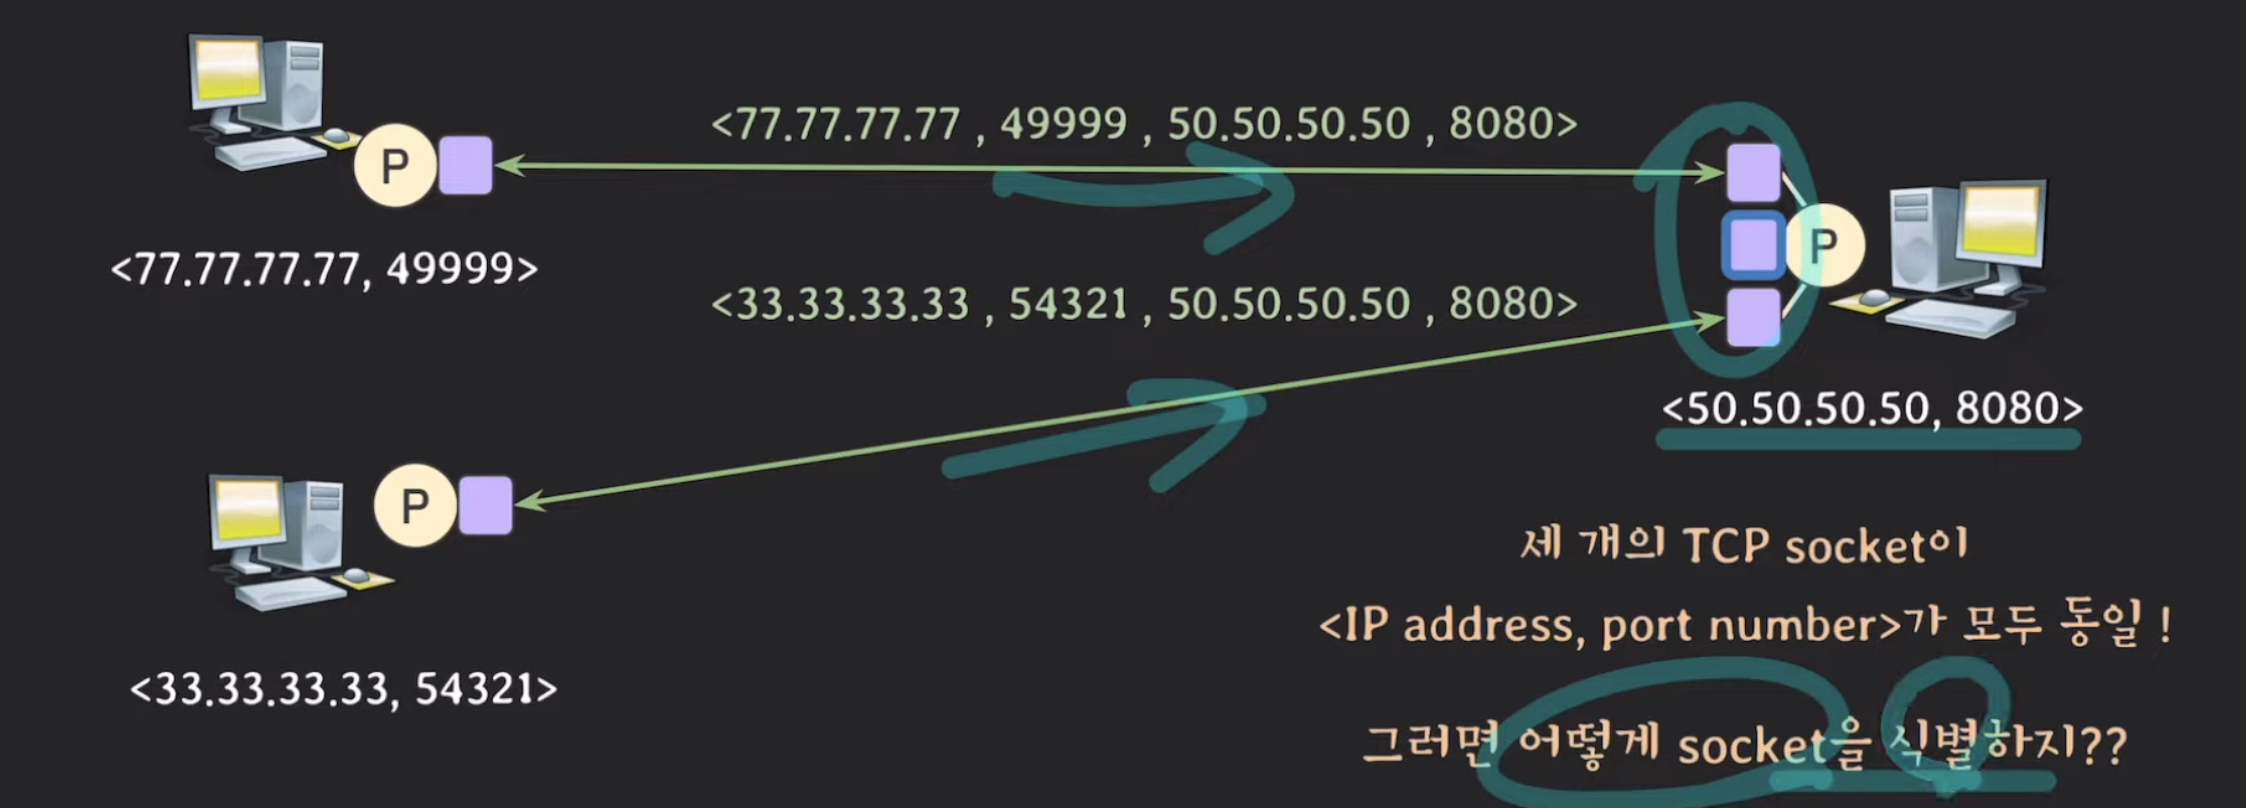 <77.77.77.77 , 49999 , 50.50.50.50 , 8080>
P
P
<77.77.77.77, 49999>
<33.33.33.33 , 54321 , 50.50.50.50 , 8080>
<50.50.50.50, 8080>
P
<33.33.33.33, 54321>
세 개의 TCP socket이
<IP address, port number>가 모두 동일 !
그러면 어떻게 socket을 식별하지??